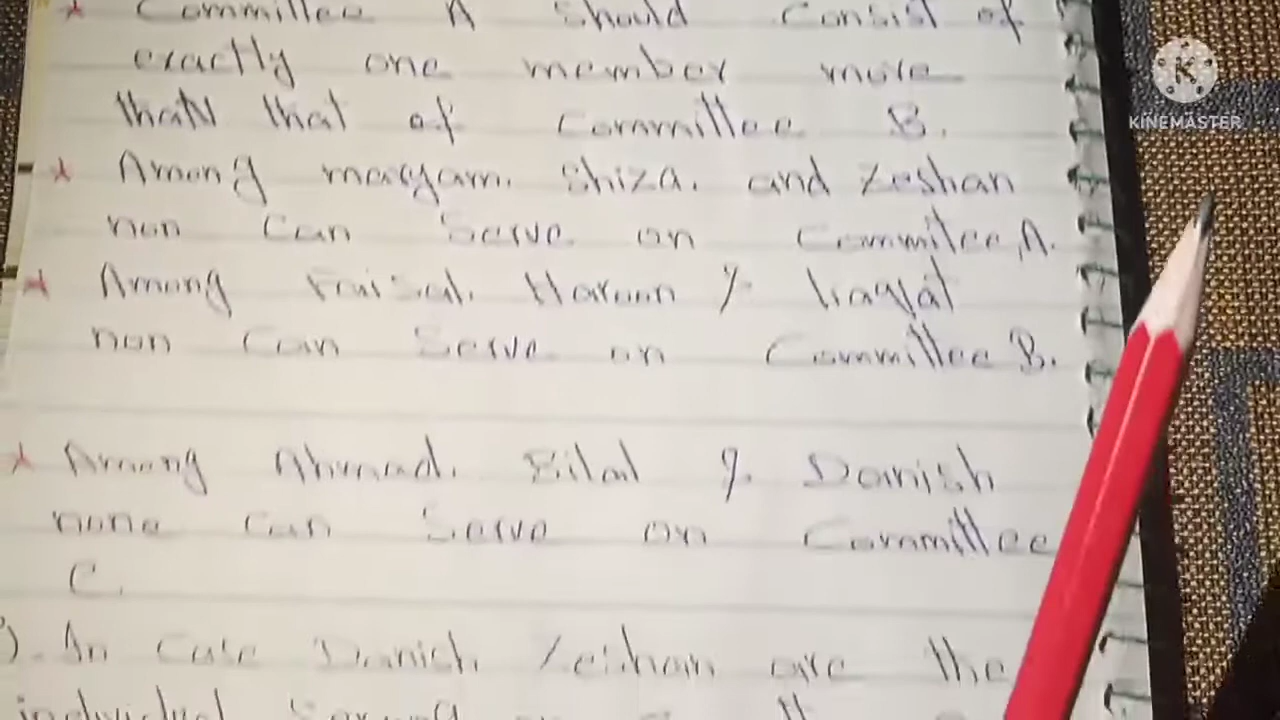 * Committee A should consist of
exactly one member more
than that of Committee B.
* Among maryam, Shiza, and Zeshan
non Can Serve on Commitee A.
* Among Faisal, Haroon & liaqat
non Can Serve on Committee B.
* Among Ahmad, Bilal & Danish
none Can Serve on Committee
C.
) In Case Danish Zeshan are the
individual
KINEMASTER